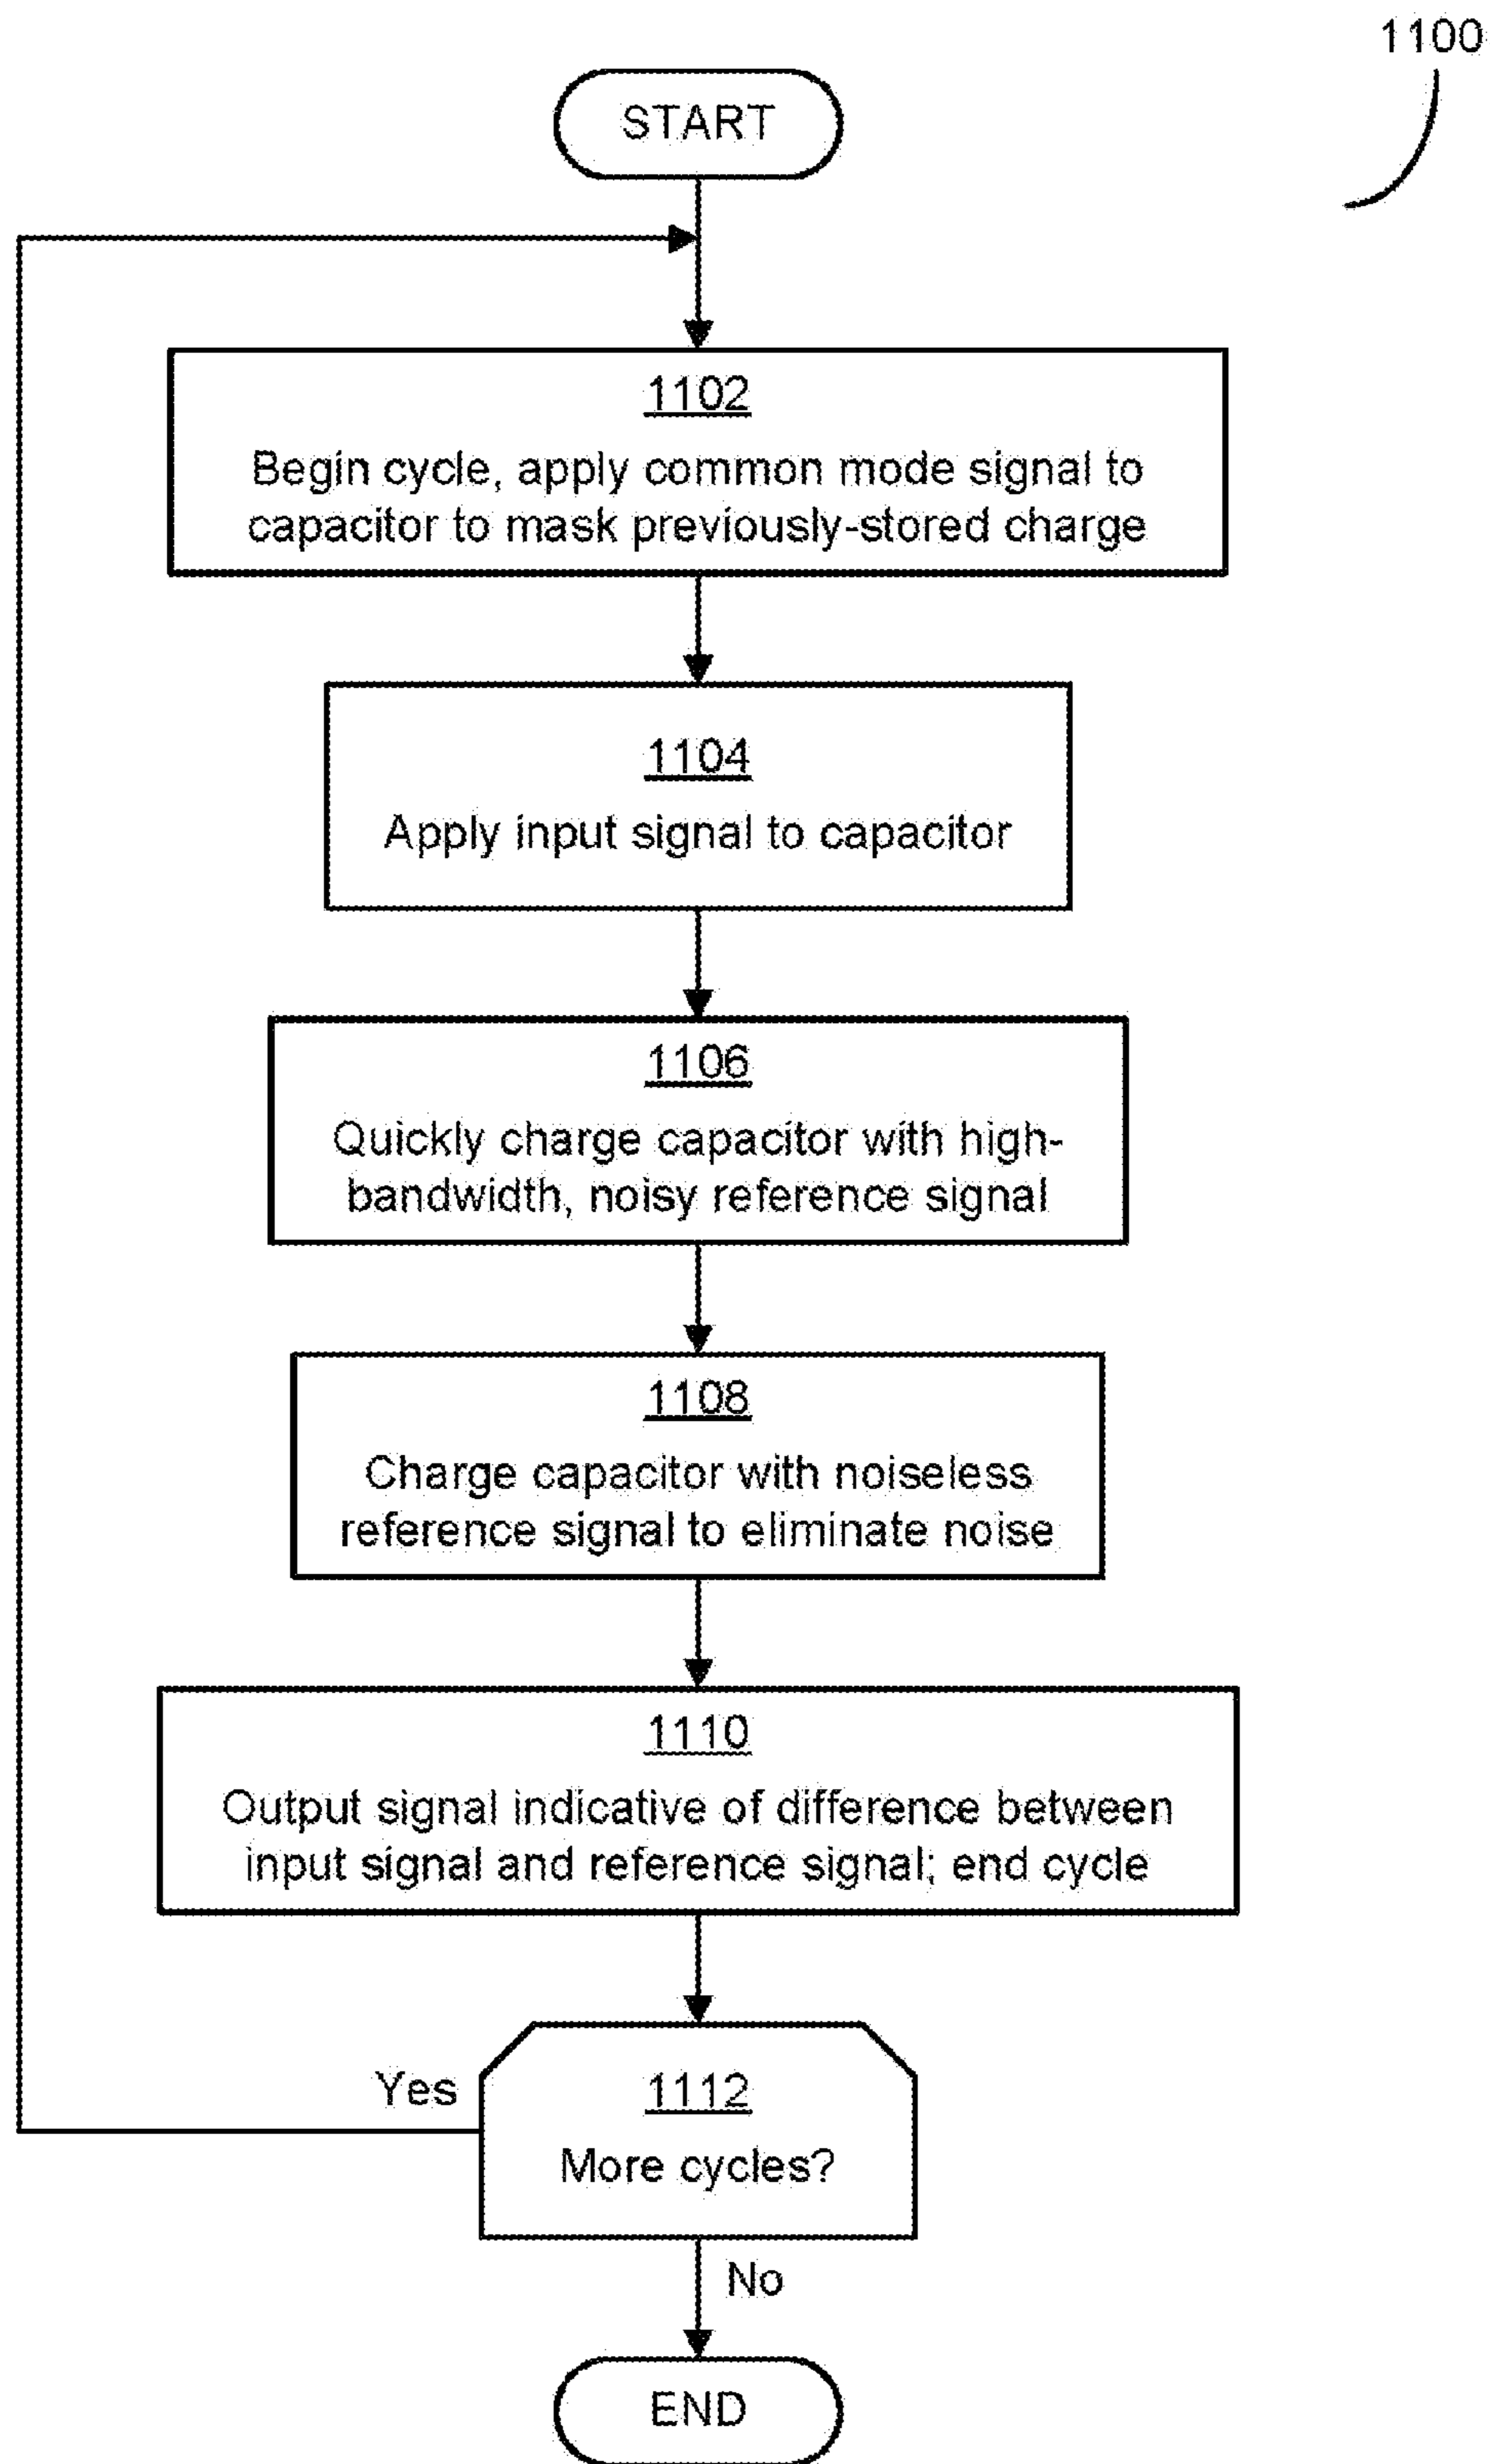 1100
START
1102
Begin cycle, apply common mode signal to
capacitor to mask previously-stored charge
1104
Apply input signal to capacitor
1106
Quickly charge capacitor with high-
bandwidth, noisy reference signal
1108
Charge capacitor with noiseless
reference signal to eliminate noise
1110
Output signal indicative of difference between
input signal and reference signal; end cycle
Yes
1112
More cycles?
No
END